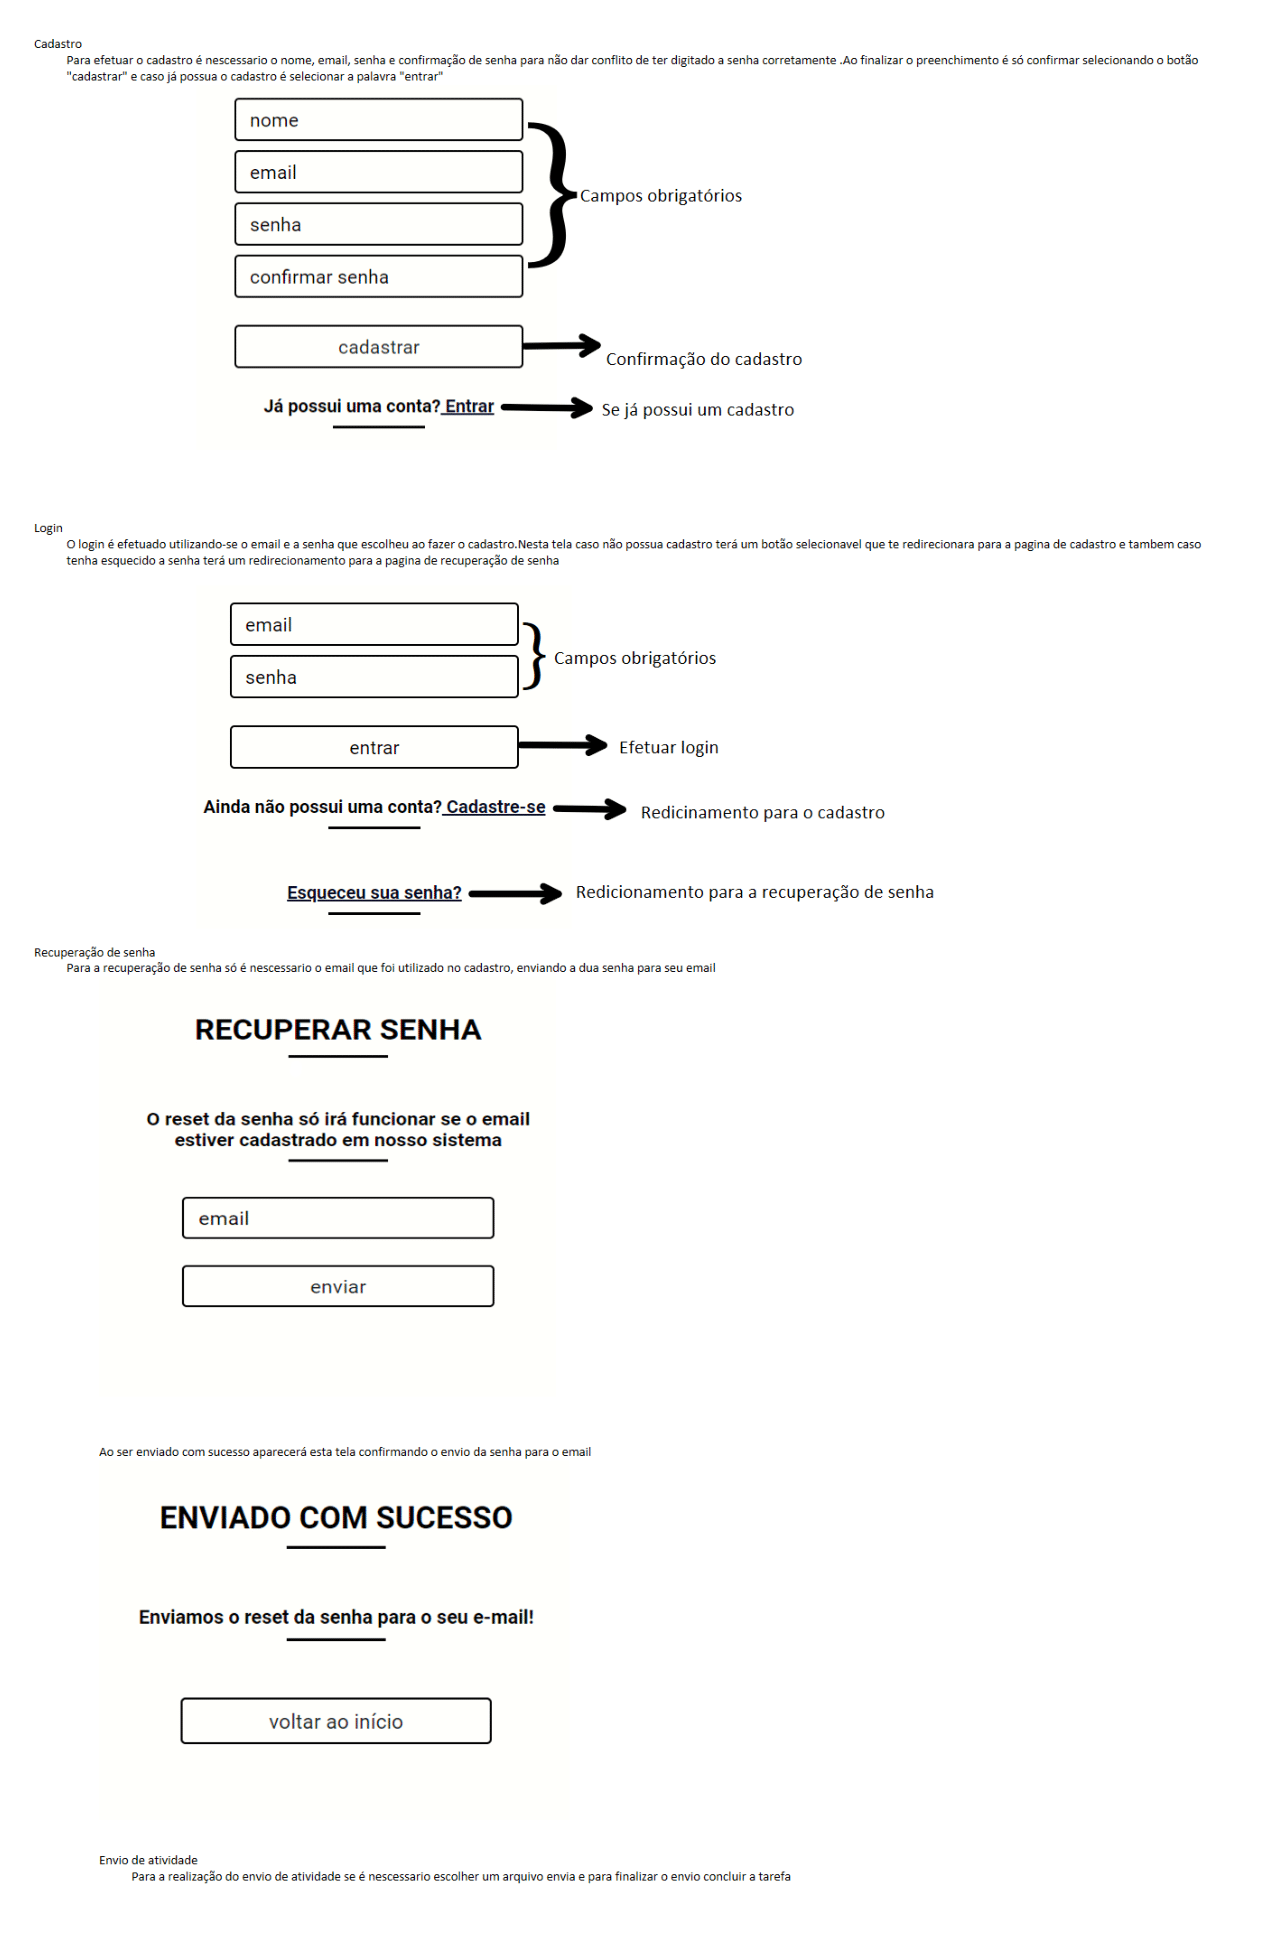 Cadastro
Para efetuar o cadastro é nescessario o nome, email, senha e confirmação de senha para não dar conflito de ter digitado a senha corretamente .Ao finalizar o preenchimento é só confirmar selecionando o botão
"cadastrar" e caso já possua o cadastro é selecionar a palavra "entrar"
nome
email
senha
confirmar senha
Campos obrigatórios
cadastrar
Confirmação do cadastro
Já possui uma conta? Entrar
Se já possui um cadastro
Login
O login é efetuado utilizando-se o email e a senha que escolheu ao fazer o cadastro.Nesta tela caso não possua cadastro terá um botão selecionavel que te redirecionara para a pagina de cadastro e tambem caso
tenha esquecido a senha terá um redirecionamento para a pagina de recuperação de senha
email
senha
Campos obrigatórios
entrar
Efetuar login
Ainda não possui uma conta? Cadastre-se
Redicinamento para o cadastro
Esqueceu sua senha?
Redicionamento para a recuperação de senha
Recuperação de senha
Para a recuperação de senha só é nescessario o email que foi utilizado no cadastro, enviando a dua senha para seu email
RECUPERAR SENHA
O reset da senha só irá funcionar se o email
estiver cadastrado em nosso sistema
email
enviar
Ao ser enviado com sucesso aparecerá esta tela confirmando o envio da senha para o email
ENVIADO COM SUCESSO
Enviamos o reset da senha para o seu e-mail!
voltar ao início
Envio de atividade
Para a realização do envio de atividade se é nescessario escolher um arquivo envia e para finalizar o envio concluir a tarefa